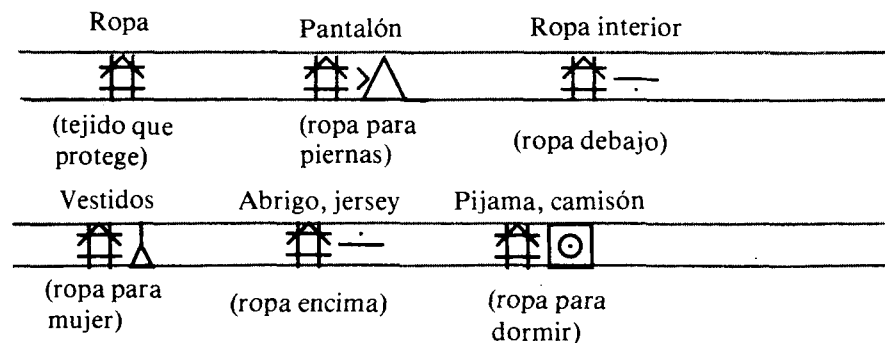 Ropa Pantalón Ropa interior
(tejido que
protege)
(ropa para
piernas)
(ropa debajo)
Vestidos Abrigo, jersey Pijama, camisón
(ropa para
mujer)
(ropa encima)
(ropa para
dormir)